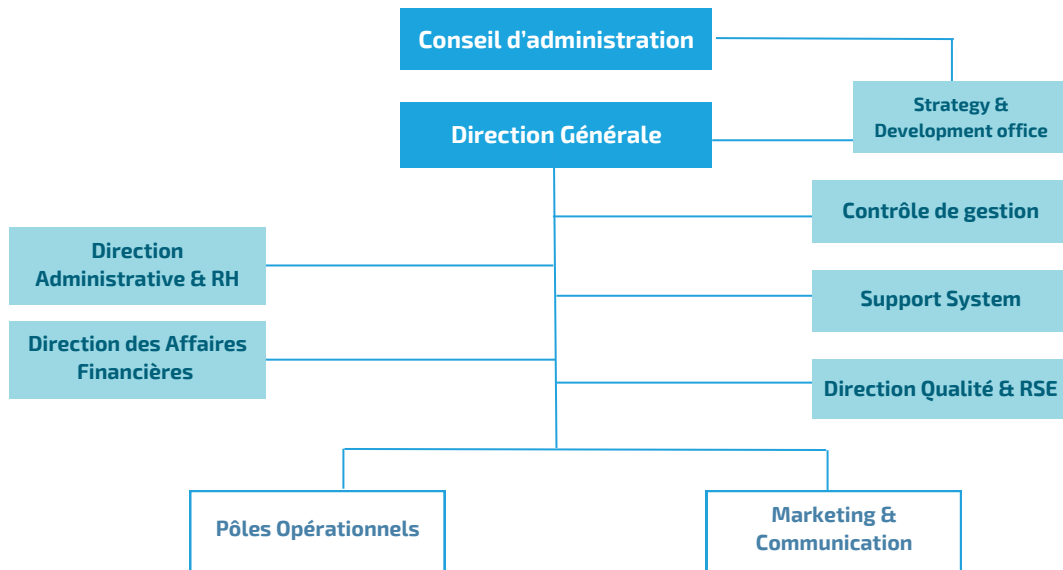 Conseil d’administration
Strategy &
Development office
Direction Générale
Contrôle de gestion
Direction
Administrative & RH
Support System
Direction des Affaires
Financières
Direction Qualité & RSE
Pôles Opérationnels
Marketing &
Communication